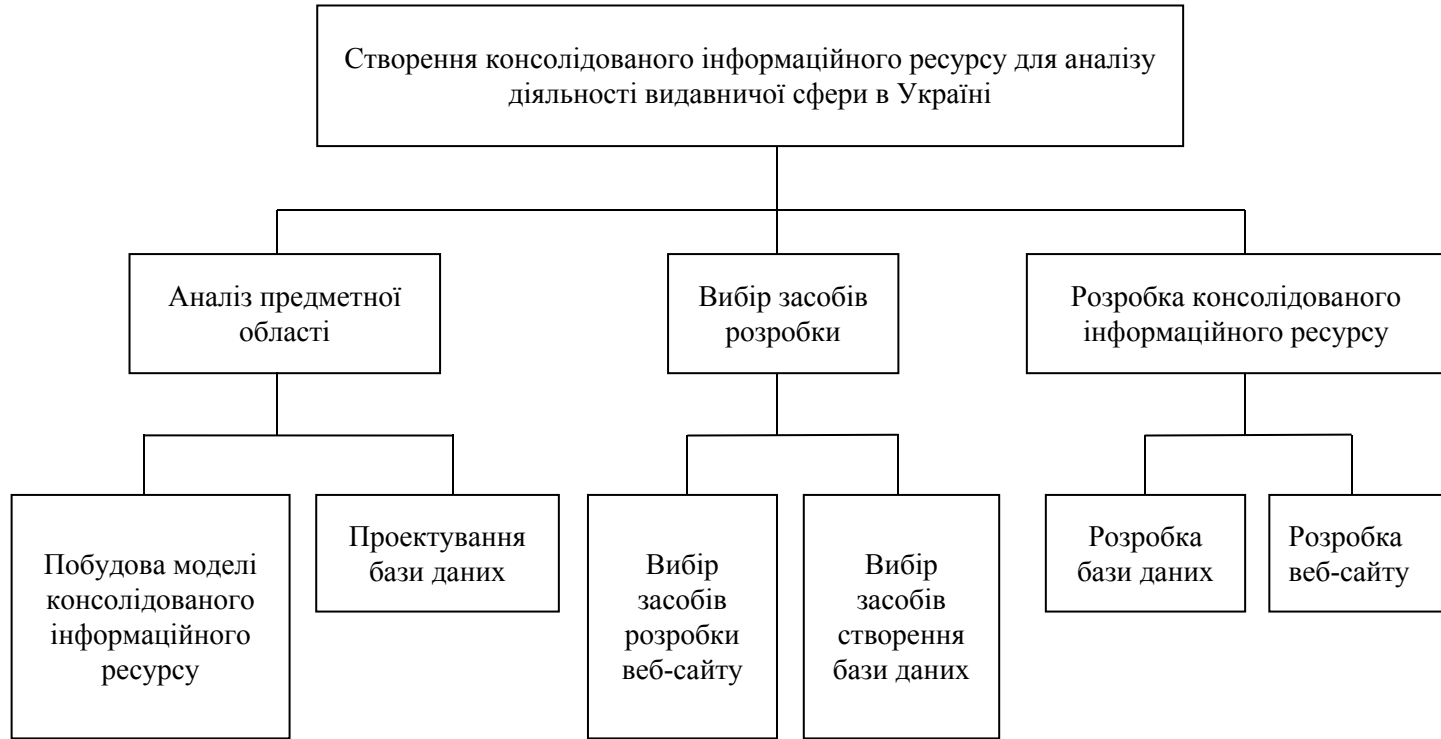 Створення консолідованого інформаційного ресурсу для аналізу
діяльності видавничої сфери в Україні
Аналіз предметної
області
Вибір засобів
розробки
Розробка консолідованого
інформаційного ресурсу
Побудова моделі
консолідованого
інформаційного
ресурсу
Проектування
бази даних
Вибір
засобів
розробки
веб-сайту
Вибір
засобів
створення
бази даних
Розробка
бази даних
Розробка
веб-сайту